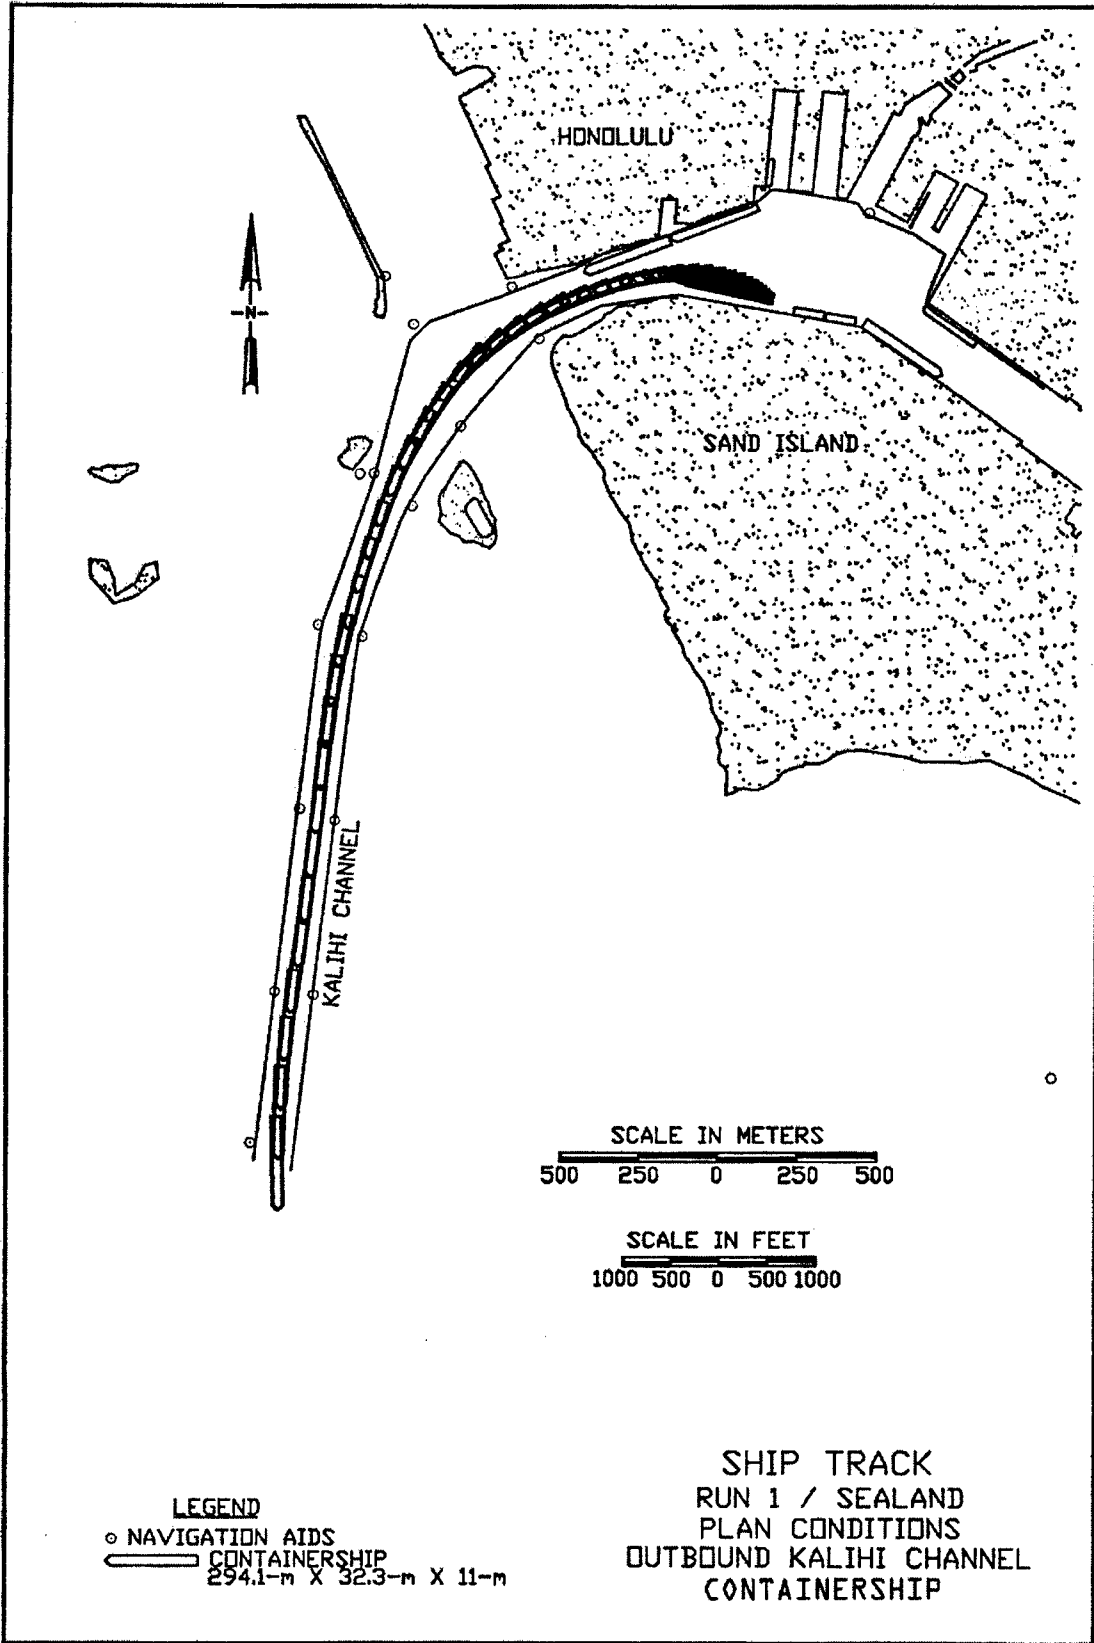 HONOLULU
N
SAND ISLAND
KALIHI CHANNEL
SCALE IN METERS
500 250 0 250 500
SCALE IN FEET
1000 500 0 500 1000
SHIP TRACK
RUN 1 / SEALAND
PLAN CONDITIONS
OUTBOUND KALIHI CHANNEL
CONTAINERSHIP
LEGEND
NAVIGATION AIDS
CONTAINERSHIP
294.1-m X 32.3-m X 11-m